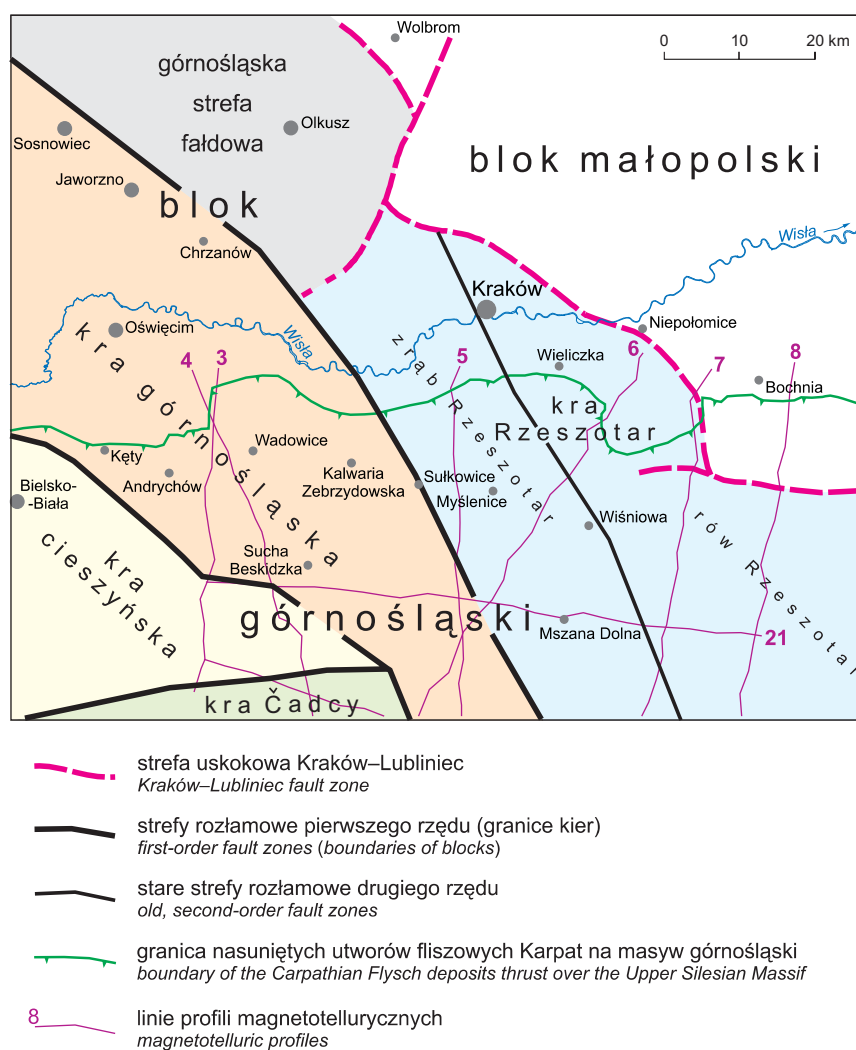 Wolbrom
0 10 20 km
górnośląska
strefa
fałdowa
Olkusz
Sosnowiec
Jaworzno
blok małopolski
blok
Chrzanów
Wisła
Kraków
Oświęcim
Wisła
Niepołomice
kra górnośląska
zrąb Rzeszotar
4
3
5
6
7
8
Wieliczka
Bochnia
kra
Rzeszotar
Kęty
Wadowice
Andrychów
Kalwaria
Zebrzydowska
Sułkowice
Myślenice
Bielsko-
-Biała
Wiśniowa
rów Rzeszotar
kra
cieszyńska
Sucha
Beskidzka
górnośląski
Mszana Dolna
21
kra Čadcy
strefa uskokowa Kraków–Lubliniec
Kraków–Lubliniec fault zone
strefy rozłamowe pierwszego rzędu (granice kier)
first-order fault zones (boundaries of blocks)
stare strefy rozłamowe drugiego rzędu
old, second-order fault zones
granica nasuniętych utworów fliszowych Karpat na masyw górnośląski
boundary of the Carpathian Flysch deposits thrust over the Upper Silesian Massif
8
linie profili magnetotellurycznych
magnetotelluric profiles